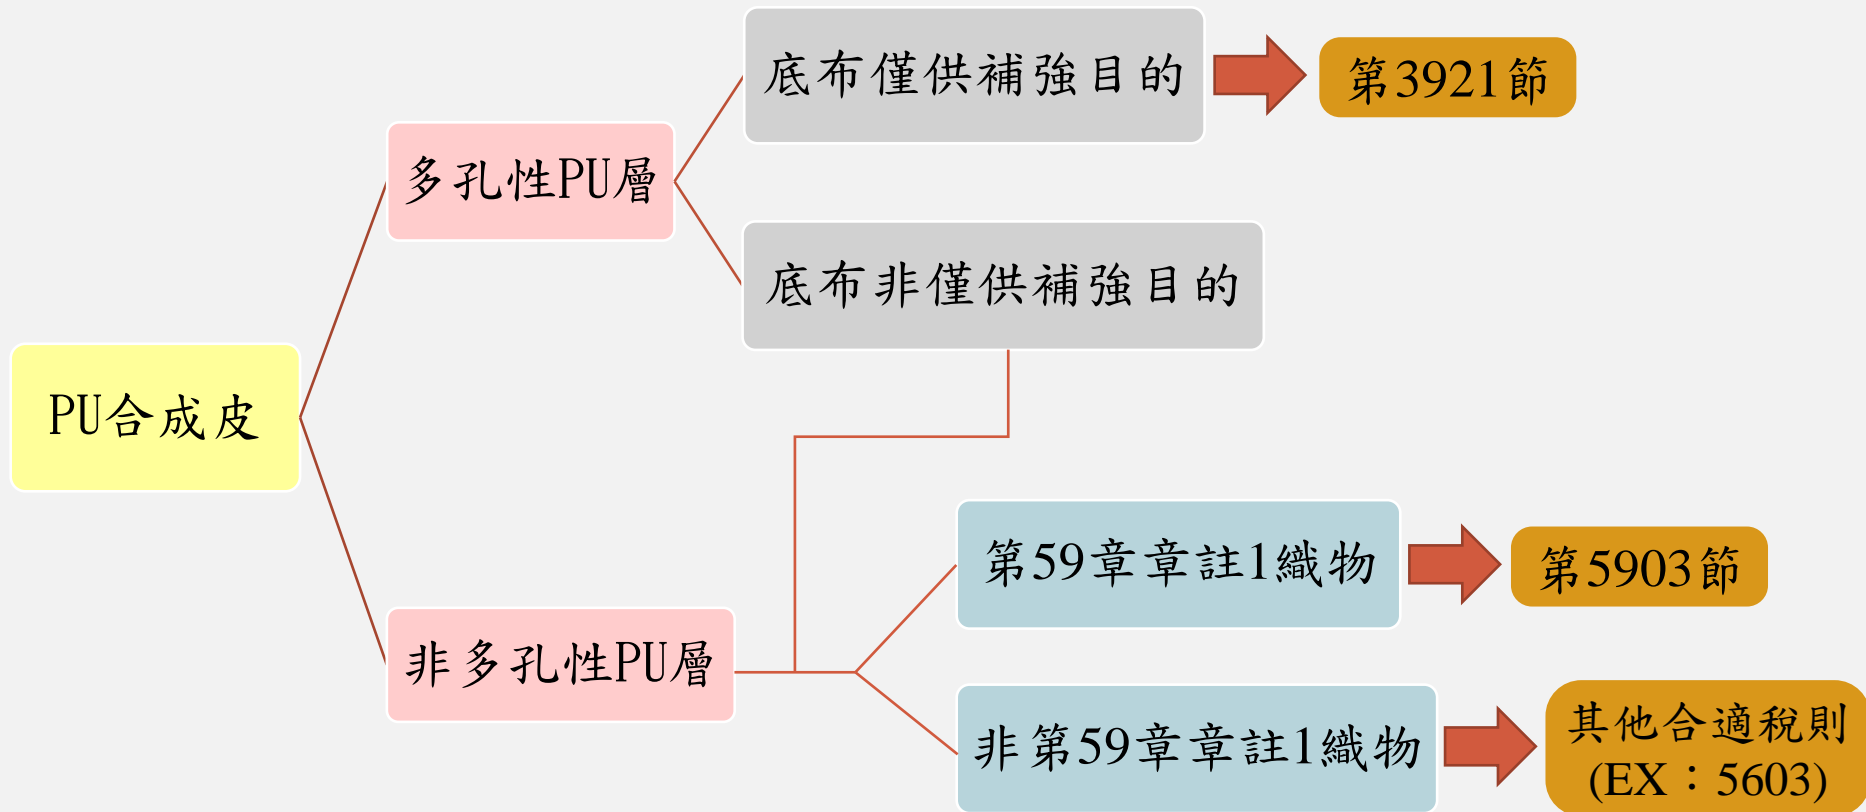 底布僅供補強目的
第3921節
多孔性PU層
底布非僅供補強目的
PU合成皮
第59章章註1織物
第5903節
非多孔性PU層
非第59章章註1織物
其他合適稅則
(EX：5603)